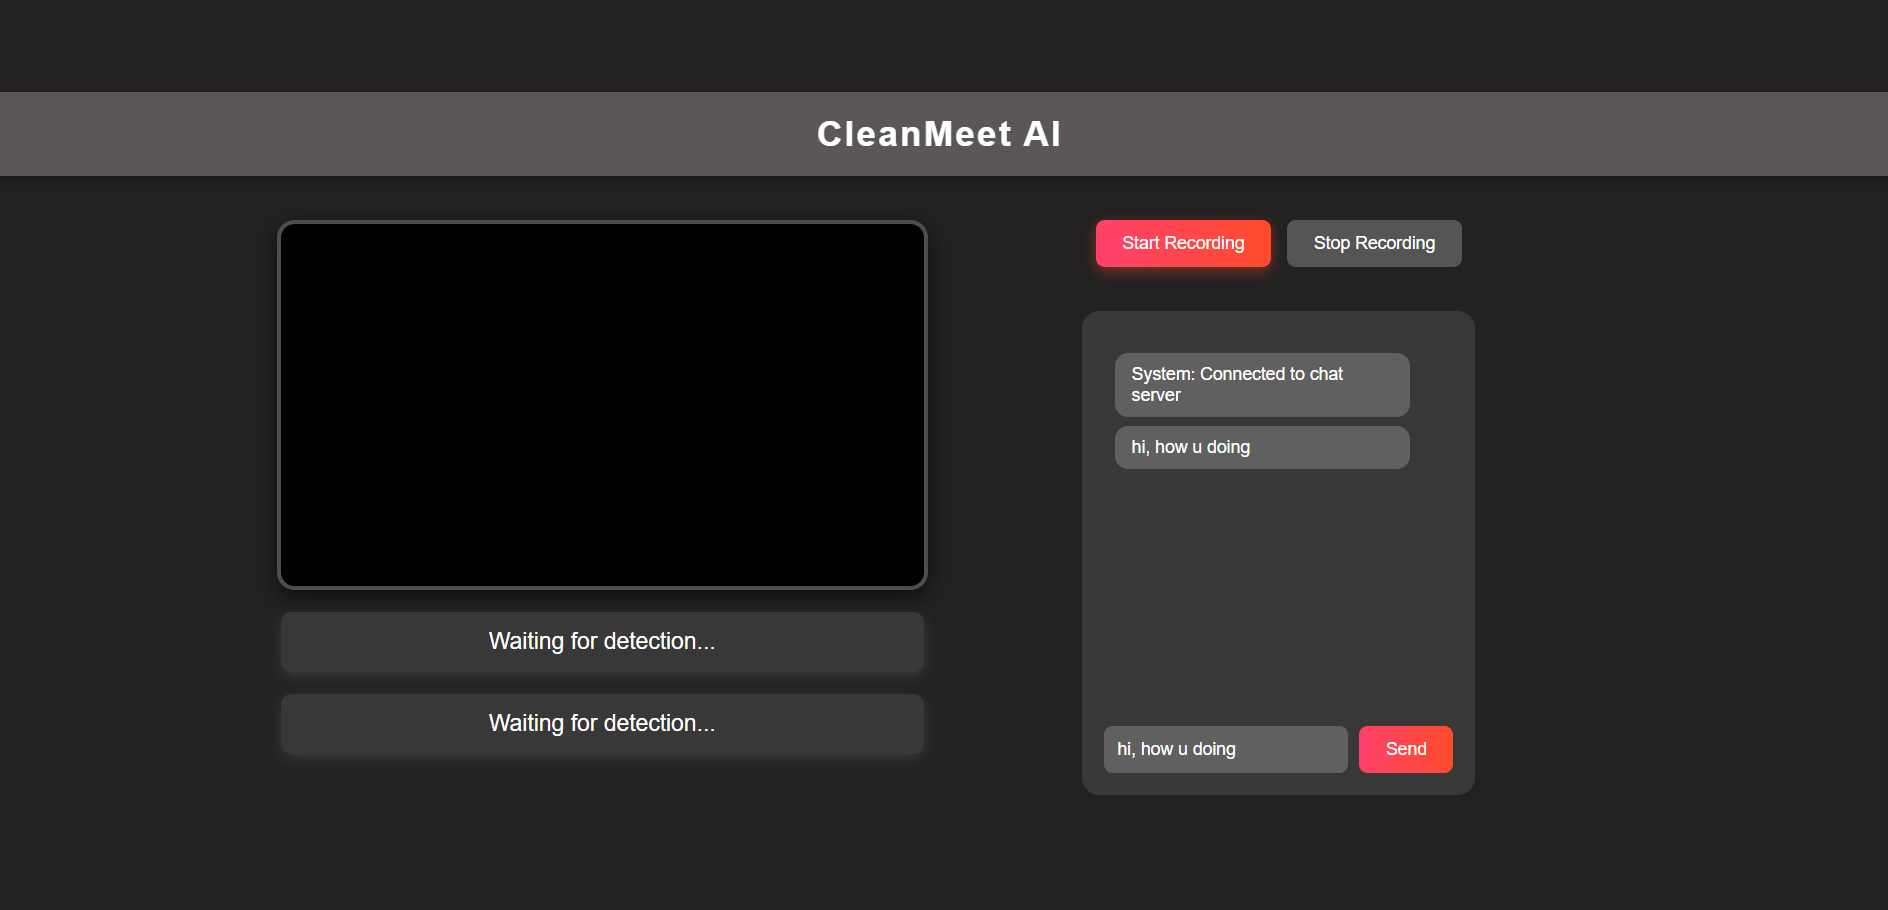 CleanMeet AI
Start Recording
Stop Recording
System: Connected to chat
server
hi, how u doing
Waiting for detection...
Waiting for detection...
hi, how u doing
Send